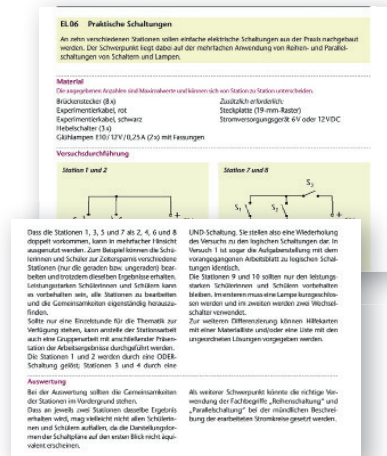 EL06 Praktische Schaltungen
An zehn verschiedenen Stationen sollen einfache elektrische Schaltungen aus der Praxis nachgebaut
werden. Der Schwerpunkt liegt dabei auf der mehrfachen Anwendung von Reihen- und Parallel-
schaltungen von Schaltern und Lampen.
Material
Die angegebenen Anzahlen sind Maximalwerte und können sich von Station zu Station unterscheiden.
Brückenstecker (8x)
Experimentierkabel, rot
Experimentierkabel, schwarz
Hebelschalter (3x)
Glühlampen E10/12V/0,25A (2x) mit Fassungen
Zusätzlich erforderlich:
Steckplatte (19-mm-Raster)
Stromversorgungsgerät 6V oder 12VDC
Versuchsdurchführung
Station 1 und 2
Station 7 und 8
S₃
S₁
S₂
Dass die Stationen 1, 3, 5 und 7 als 2, 4, 6 und 8
doppelt vorkommen, kann in mehrfacher Hinsicht
ausgenutzt werden. Zum Beispiel können die Schü-
lerinnen und Schüler zur Zeitersparnis verschiedene
Stationen (nur die geraden bzw. ungeraden) bear-
beiten und trotzdem dieselben Ergebnisse erhalten.
Leistungsstarken Schülerinnen und Schülern kann
es vorbehalten sein, alle Stationen zu bearbeiten
und die Gemeinsamkeiten eigenständig herauszu-
finden.
Sollte nur eine Einzelstunde für die Thematik zur
Verfügung stehen, kann anstelle der Stationsarbeit
auch eine Gruppenarbeit mit anschließender Präsen-
tation der Arbeitsergebnisse durchgeführt werden.
Die Stationen 1 und 2 werden durch eine ODER-
Schaltung gelöst; Stationen 3 und 4 durch eine
UND-Schaltung. Sie stellen also eine Wiederholung
des Versuchs zu den logischen Schaltungen dar. In
Versuch 1 ist sogar die Aufgabenstellung mit dem
vorangegangenen Arbeitsblatt zu logischen Schal-
tungen identisch.
Die Stationen 9 und 10 sollten nur den leistungs-
starken Schülerinnen und Schülern vorbehalten
bleiben. Im ersteren muss eine Lampe kurzgeschlos-
sen werden und im zweiten werden zwei Wechsel-
schalter verwendet.
Zur weiteren Differenzierung können Hilfekarten
mit einer Materialliste und/oder eine Liste mit den
ungeordneten Lösungen vorgegeben werden.
Auswertung
Bei der Auswertung sollten die Gemeinsamkeiten
der Stationen im Vordergrund stehen.
Dass an jeweils zwei Stationen dasselbe Ergebnis
erhalten wird, mag vielleicht nicht allen Schülerin-
nen und Schülern auffallen, da die Darstellungsfor-
men der Schaltpläne auf den ersten Blick nicht äqui-
valent erscheinen.
Als weiterer Schwerpunkt könnte die richtige Ver-
wendung der Fachbegriffe „Reihenschaltung" und
„Parallelschaltung" bei der mündlichen Beschrei-
bung der erarbeiteten Stromkreise gesetzt werden.